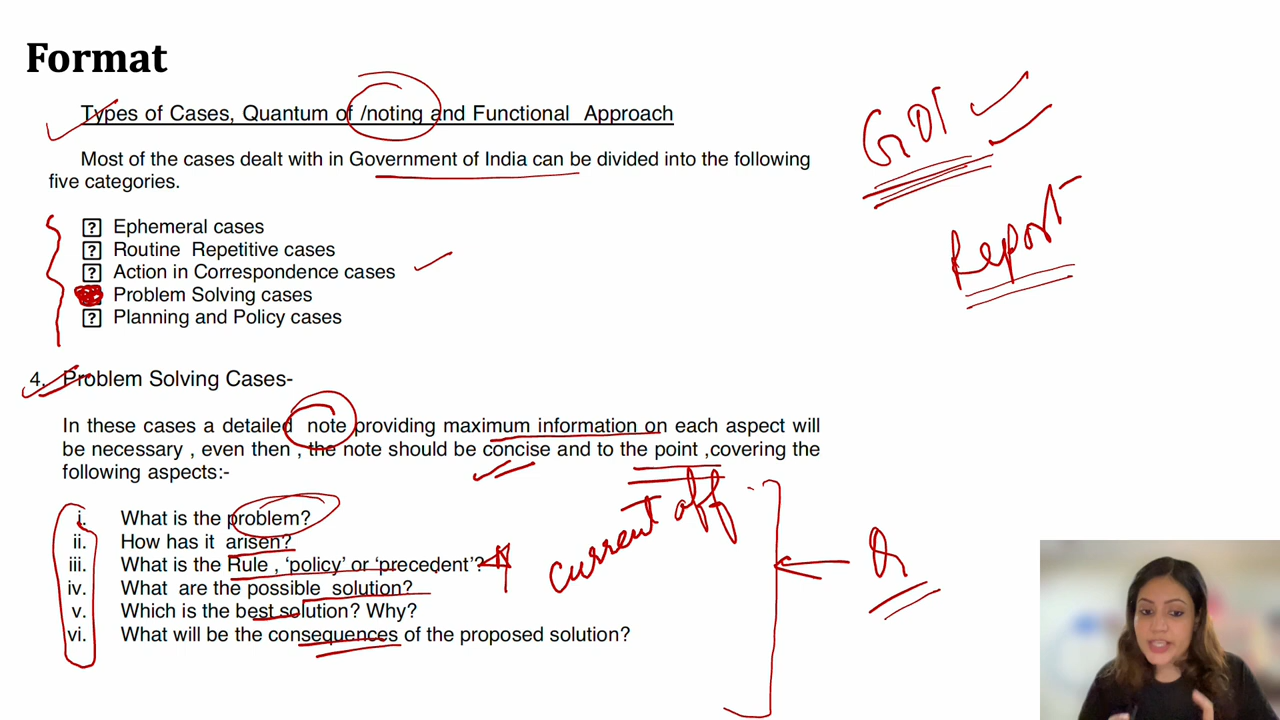 Format
Types of Cases, Quantum of /noting and Functional Approach
Most of the cases dealt with in Government of India can be divided into the following
five categories.
Ephemeral cases
Routine Repetitive cases
Action in Correspondence cases
Problem Solving cases
Planning and Policy cases
GOI
Report
4. Problem Solving Cases-
In these cases a detailed note providing maximum information on each aspect will
be necessary , even then , the note should be concise and to the point ,covering the
following aspects:-
i. What is the problem?
ii. How has it arisen?
iii. What is the Rule , ‘policy’ or ‘precedent’?
iv. What are the possible solution?
v. Which is the best solution? Why?
vi. What will be the consequences of the proposed solution?
current off